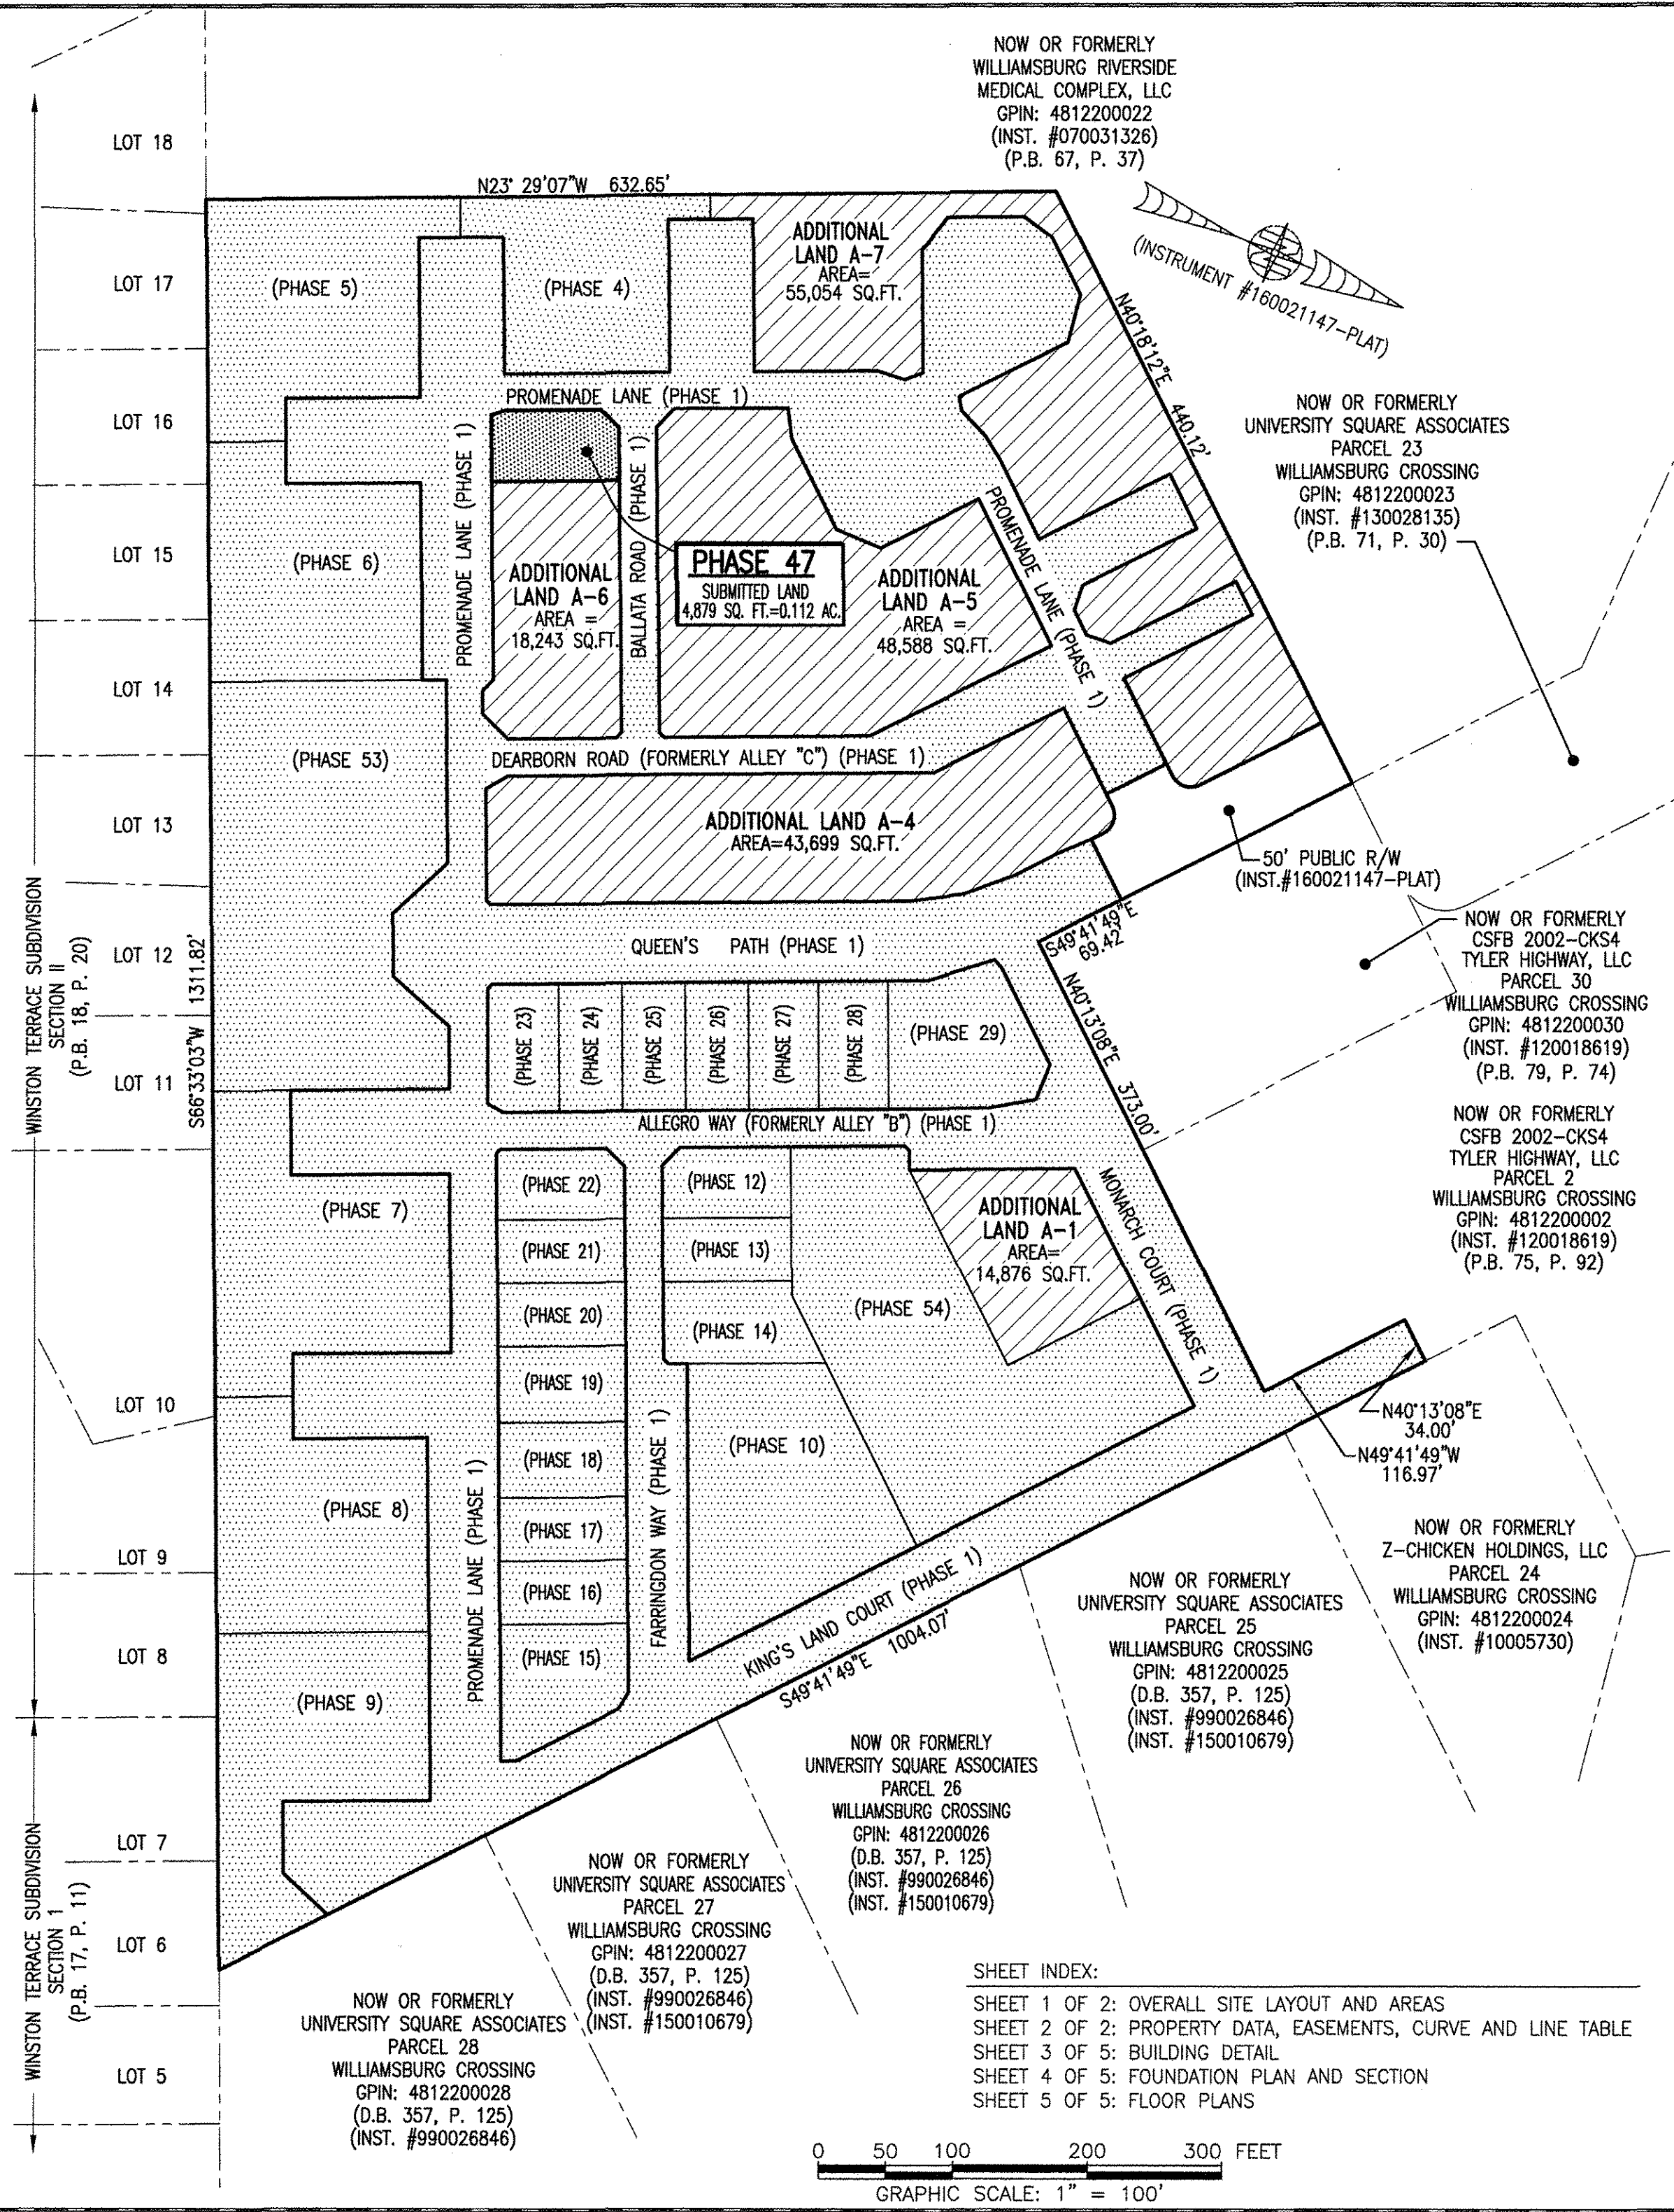 NOW OR FORMERLY
WILLIAMSBURG RIVERSIDE
MEDICAL COMPLEX, LLC
GPIN: 4812200022
(INST. #070031326)
(P.B. 67, P. 37)
LOT 18
N23° 29'07"W 632.65'
(INSTRUMENT #160021147-PLAT)
LOT 17
(PHASE 5)
(PHASE 4)
ADDITIONAL
LAND A-7
AREA=
55,054 SQ.FT.
N40°18'12"E 440.12'
LOT 16
PROMENADE LANE (PHASE 1)
PROMENADE LANE (PHASE 1)
BALLATA ROAD (PHASE 1)
PROMENADE LANE (PHASE 1)
NOW OR FORMERLY
UNIVERSITY SQUARE ASSOCIATES
PARCEL 23
WILLIAMSBURG CROSSING
GPIN: 4812200023
(INST. #130028135)
(P.B. 71, P. 30)
LOT 15
(PHASE 6)
ADDITIONAL
LAND A-6
AREA =
18,243 SQ.FT.
PHASE 47
SUBMITTED LAND
4,879 SQ. FT.=0.112 AC.
ADDITIONAL
LAND A-5
AREA =
48,588 SQ.FT.
LOT 14
(PHASE 53)
DEARBORN ROAD (FORMERLY ALLEY "C") (PHASE 1)
LOT 13
ADDITIONAL LAND A-4
AREA=43,699 SQ.FT.
50' PUBLIC R/W
(INST.#160021147-PLAT)
WINSTON TERRACE SUBDIVISION
SECTION II
(P.B. 18, P. 20)
LOT 12
S66°33'03"W 1311.82'
QUEEN'S PATH (PHASE 1)
S49°41'49"E
69.42'
NOW OR FORMERLY
CSFB 2002-CKS4
TYLER HIGHWAY, LLC
PARCEL 30
WILLIAMSBURG CROSSING
GPIN: 4812200030
(INST. #120018619)
(P.B. 79, P. 74)
N40°13'08"E 373.00'
LOT 11
(PHASE 23)
(PHASE 24)
(PHASE 25)
(PHASE 26)
(PHASE 27)
(PHASE 28)
(PHASE 29)
ALLEGRO WAY (FORMERLY ALLEY "B") (PHASE 1)
NOW OR FORMERLY
CSFB 2002-CKS4
TYLER HIGHWAY, LLC
PARCEL 2
WILLIAMSBURG CROSSING
GPIN: 4812200002
(INST. #120018619)
(P.B. 75, P. 92)
(PHASE 7)
(PHASE 22)
(PHASE 21)
(PHASE 20)
(PHASE 19)
(PHASE 18)
(PHASE 17)
(PHASE 16)
(PHASE 15)
(PHASE 12)
(PHASE 13)
(PHASE 14)
(PHASE 10)
(PHASE 54)
ADDITIONAL
LAND A-1
AREA=
14,876 SQ.FT.
MONARCH COURT (PHASE 1)
LOT 10
N40°13'08"E
34.00'
N49°41'49"W
116.97'
(PHASE 8)
PROMENADE LANE (PHASE 1)
FARRINGDON WAY (PHASE 1)
LOT 9
LOT 8
(PHASE 9)
KING'S LAND COURT (PHASE 1)
S49°41'49"E 1004.07'
NOW OR FORMERLY
Z-CHICKEN HOLDINGS, LLC
PARCEL 24
WILLIAMSBURG CROSSING
GPIN: 4812200024
(INST. #10005730)
NOW OR FORMERLY
UNIVERSITY SQUARE ASSOCIATES
PARCEL 25
WILLIAMSBURG CROSSING
GPIN: 4812200025
(D.B. 357, P. 125)
(INST. #990026846)
(INST. #150010679)
NOW OR FORMERLY
UNIVERSITY SQUARE ASSOCIATES
PARCEL 26
WILLIAMSBURG CROSSING
GPIN: 4812200026
(D.B. 357, P. 125)
(INST. #990026846)
(INST. #150010679)
LOT 7
NOW OR FORMERLY
UNIVERSITY SQUARE ASSOCIATES
PARCEL 27
WILLIAMSBURG CROSSING
GPIN: 4812200027
(D.B. 357, P. 125)
(INST. #990026846)
(INST. #150010679)
WINSTON TERRACE SUBDIVISION
SECTION 1
(P.B. 17, P. 11)
LOT 6
NOW OR FORMERLY
UNIVERSITY SQUARE ASSOCIATES
PARCEL 28
WILLIAMSBURG CROSSING
GPIN: 4812200028
(D.B. 357, P. 125)
(INST. #990026846)
LOT 5
SHEET INDEX:
SHEET 1 OF 2: OVERALL SITE LAYOUT AND AREAS
SHEET 2 OF 2: PROPERTY DATA, EASEMENTS, CURVE AND LINE TABLE
SHEET 3 OF 5: BUILDING DETAIL
SHEET 4 OF 5: FOUNDATION PLAN AND SECTION
SHEET 5 OF 5: FLOOR PLANS
0 50 100 200 300 FEET
GRAPHIC SCALE: 1" = 100'